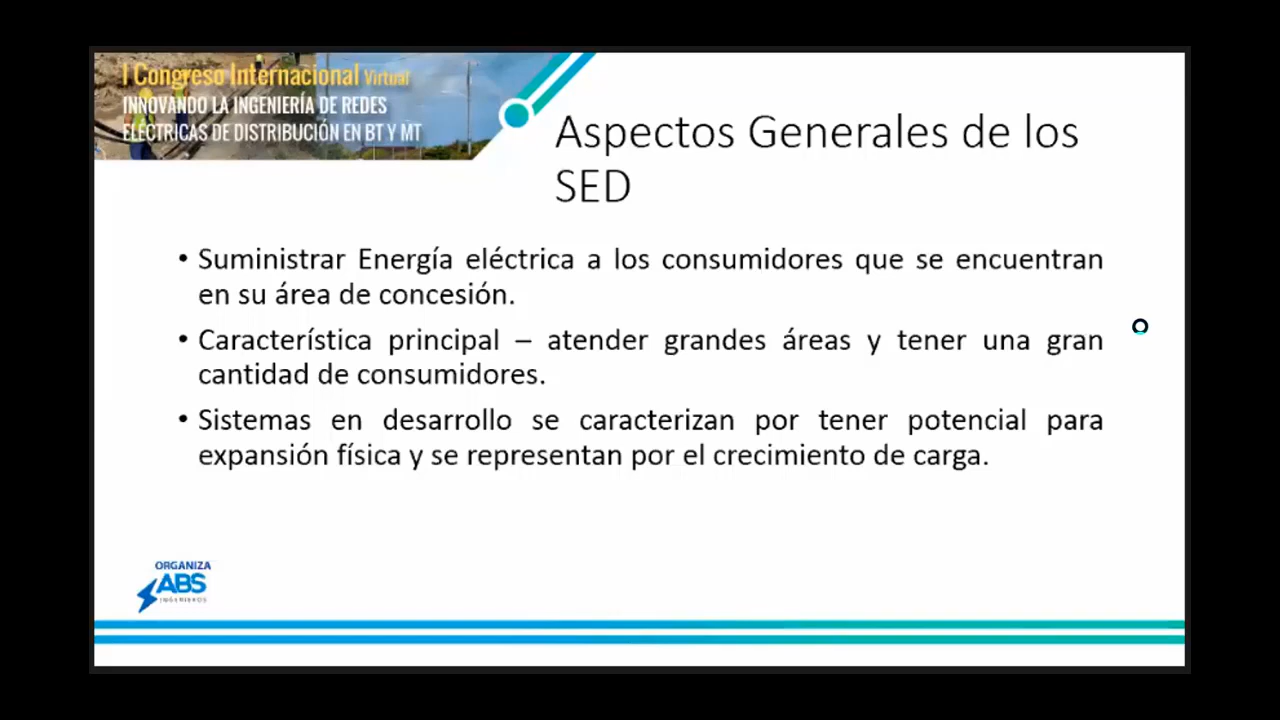 I Congreso Internacional Virtual
INNOVANDO LA INGENIERÍA DE REDES
ELÉCTRICAS DE DISTRIBUCIÓN EN BT Y MT
Aspectos Generales de los
SED
• Suministrar Energía eléctrica a los consumidores que se encuentran
en su área de concesión.
• Característica principal – atender grandes áreas y tener una gran
cantidad de consumidores.
• Sistemas en desarrollo se caracterizan por tener potencial para
expansión física y se representan por el crecimiento de carga.
ORGANIZA
ABS
INGENIEROS